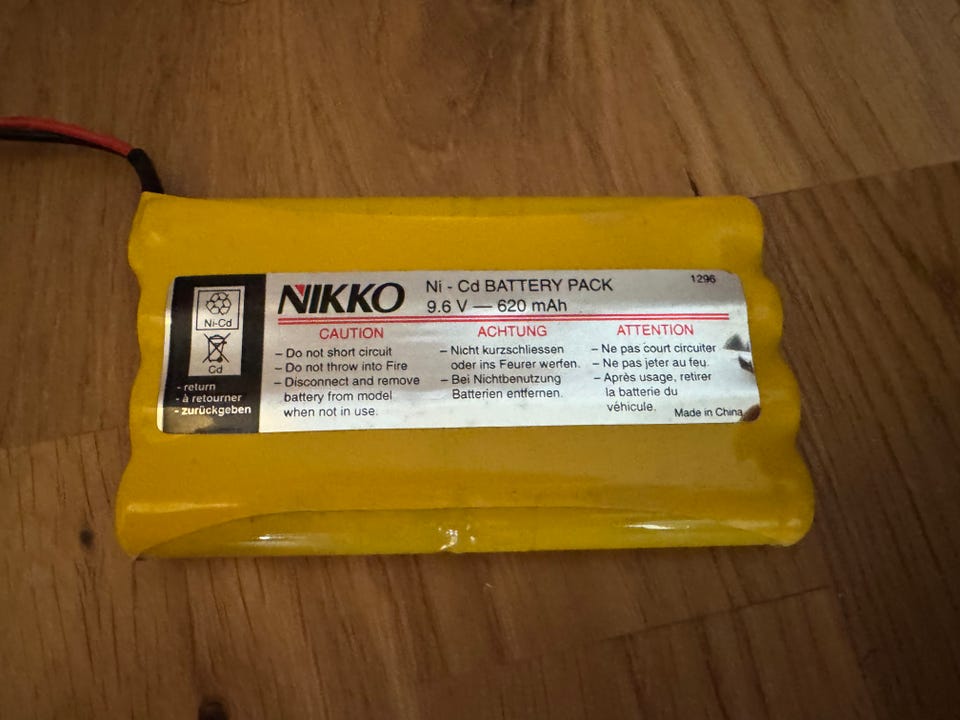 Ni-Cd
Cd
- return
- à retourner
- zurückgeben
NIKKO
Ni - Cd BATTERY PACK
9.6 V — 620 mAh
1296
CAUTION
– Do not short circuit
– Do not throw into Fire
– Disconnect and remove
battery from model
when not in use.
ACHTUNG
– Nicht kurzschliessen
oder ins Feurer werfen.
– Bei Nichtbenutzung
Batterien entfernen.
ATTENTION
– Ne pas court circuiter
– Ne pas jeter au feu.
– Après usage, retirer
la batterie du
véhicule.
Made in China